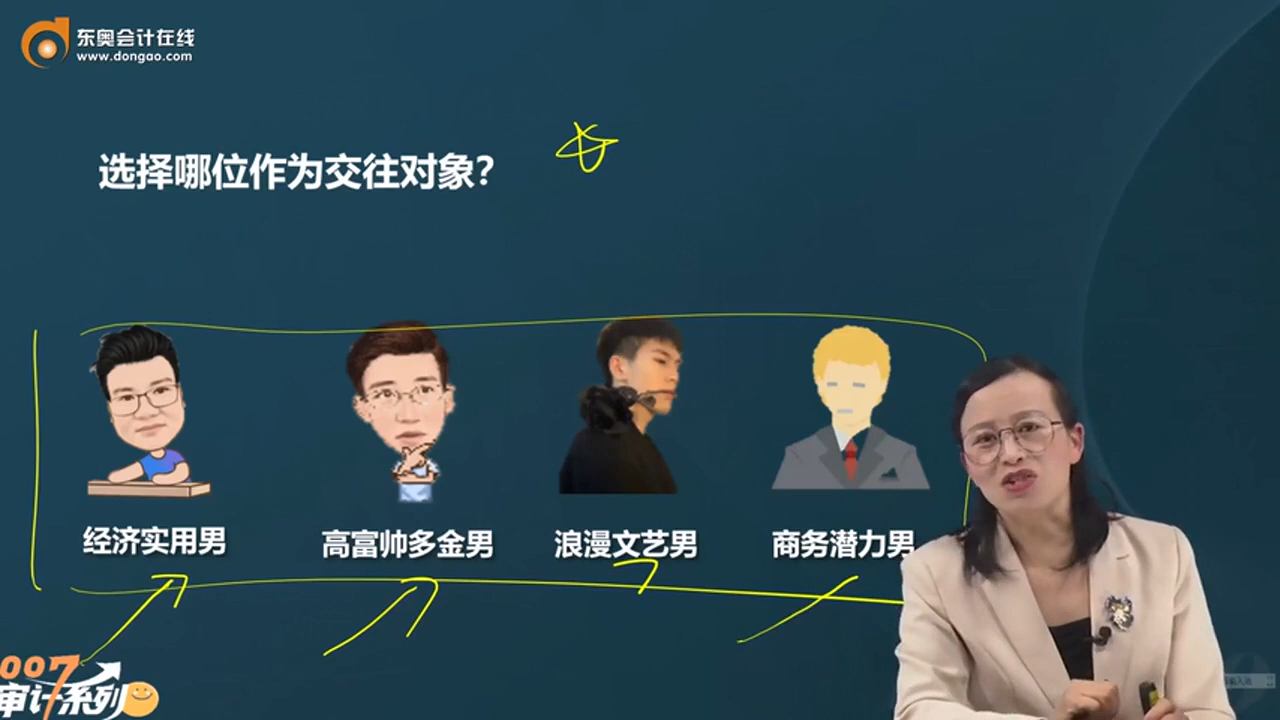 东奥会计在线
www.dongao.com
选择哪位作为交往对象?
经济实用男
高富帅多金男
浪漫文艺男
商务潜力男
007
审计系列